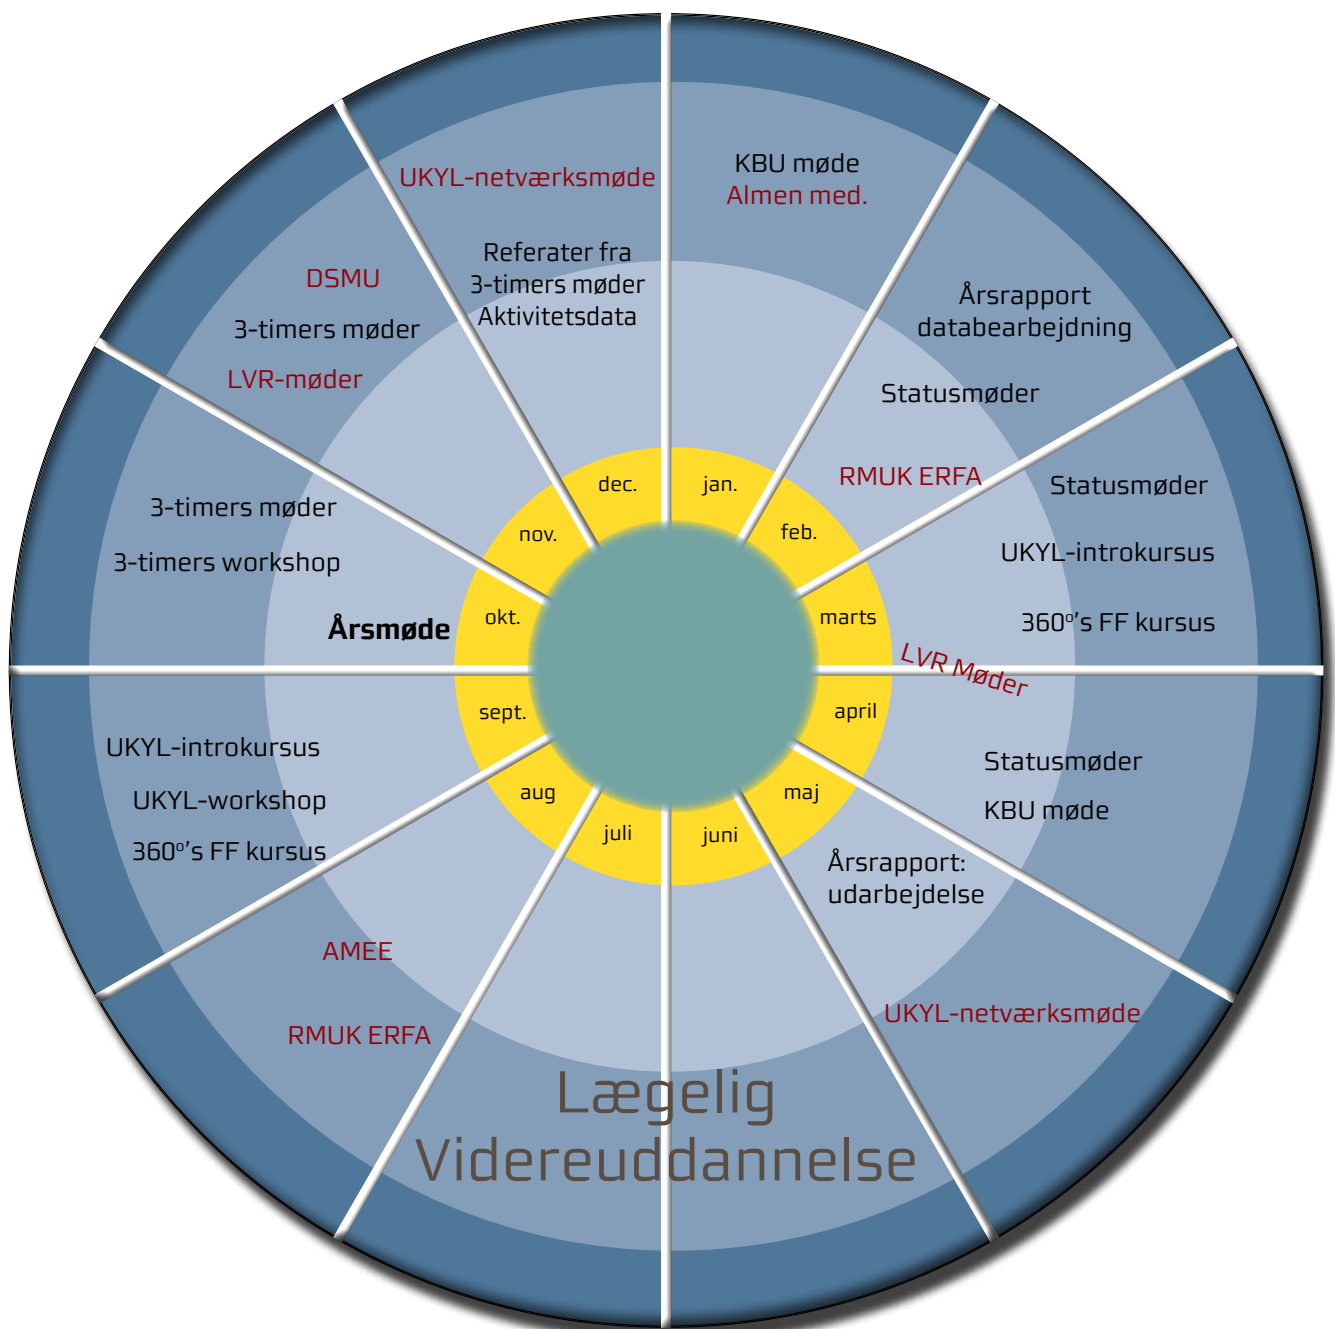 KBU møde
Almen med.
jan.
Årsrapport
databearbejdning
Statusmøder
RMUK ERFA
feb.
Statusmøder
UKYL-introkursus
360°'s FF kursus
marts
LVR Møder
april
Statusmøder
KBU møde
maj
Årsrapport:
udarbejdelse
UKYL-netværksmøde
juni
juli
Lægelig
Videreuddannelse
aug
AMEE
RMUK ERFA
sept.
UKYL-introkursus
UKYL-workshop
360°'s FF kursus
okt.
3-timers møder
3-timers workshop
Årsmøde
nov.
DSMU
3-timers møder
LVR-møder
dec.
UKYL-netværksmøde
Referater fra
3-timers møder
Aktivitetsdata